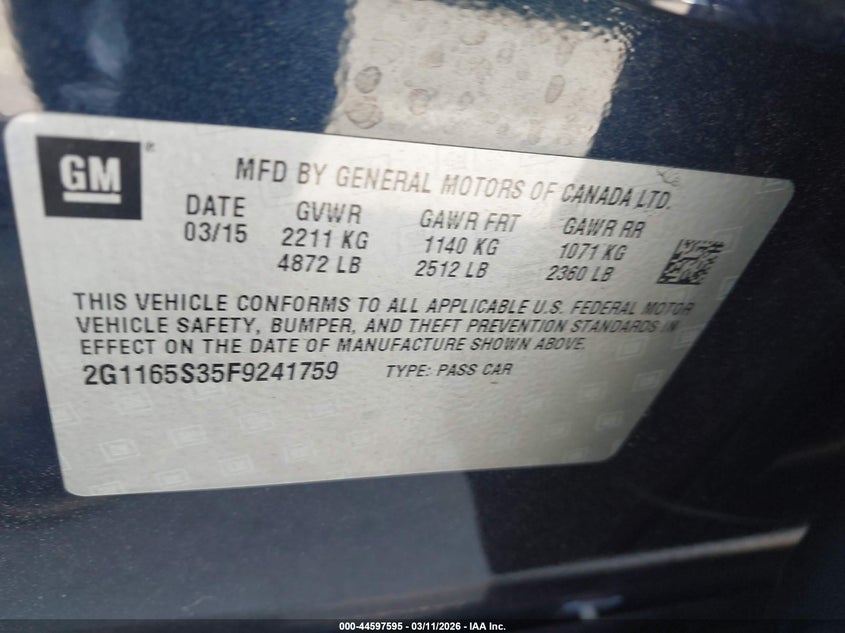 GM ®
MFD BY GENERAL MOTORS OF CANADA LTD.
DATE GVWR GAWR FRT GAWR RR
03/15 2211 KG 1140 KG 1071 KG
4872 LB 2512 LB 2360 LB
THIS VEHICLE CONFORMS TO ALL APPLICABLE U.S. FEDERAL MOTOR
VEHICLE SAFETY, BUMPER, AND THEFT PREVENTION STANDARDS IN
EFFECT ON THE DATE OF MANUFACTURE SHOWN ABOVE.
2G1165S35F9241759 TYPE: PASS CAR
000-44597595 - 03/11/2026 - IAA Inc.